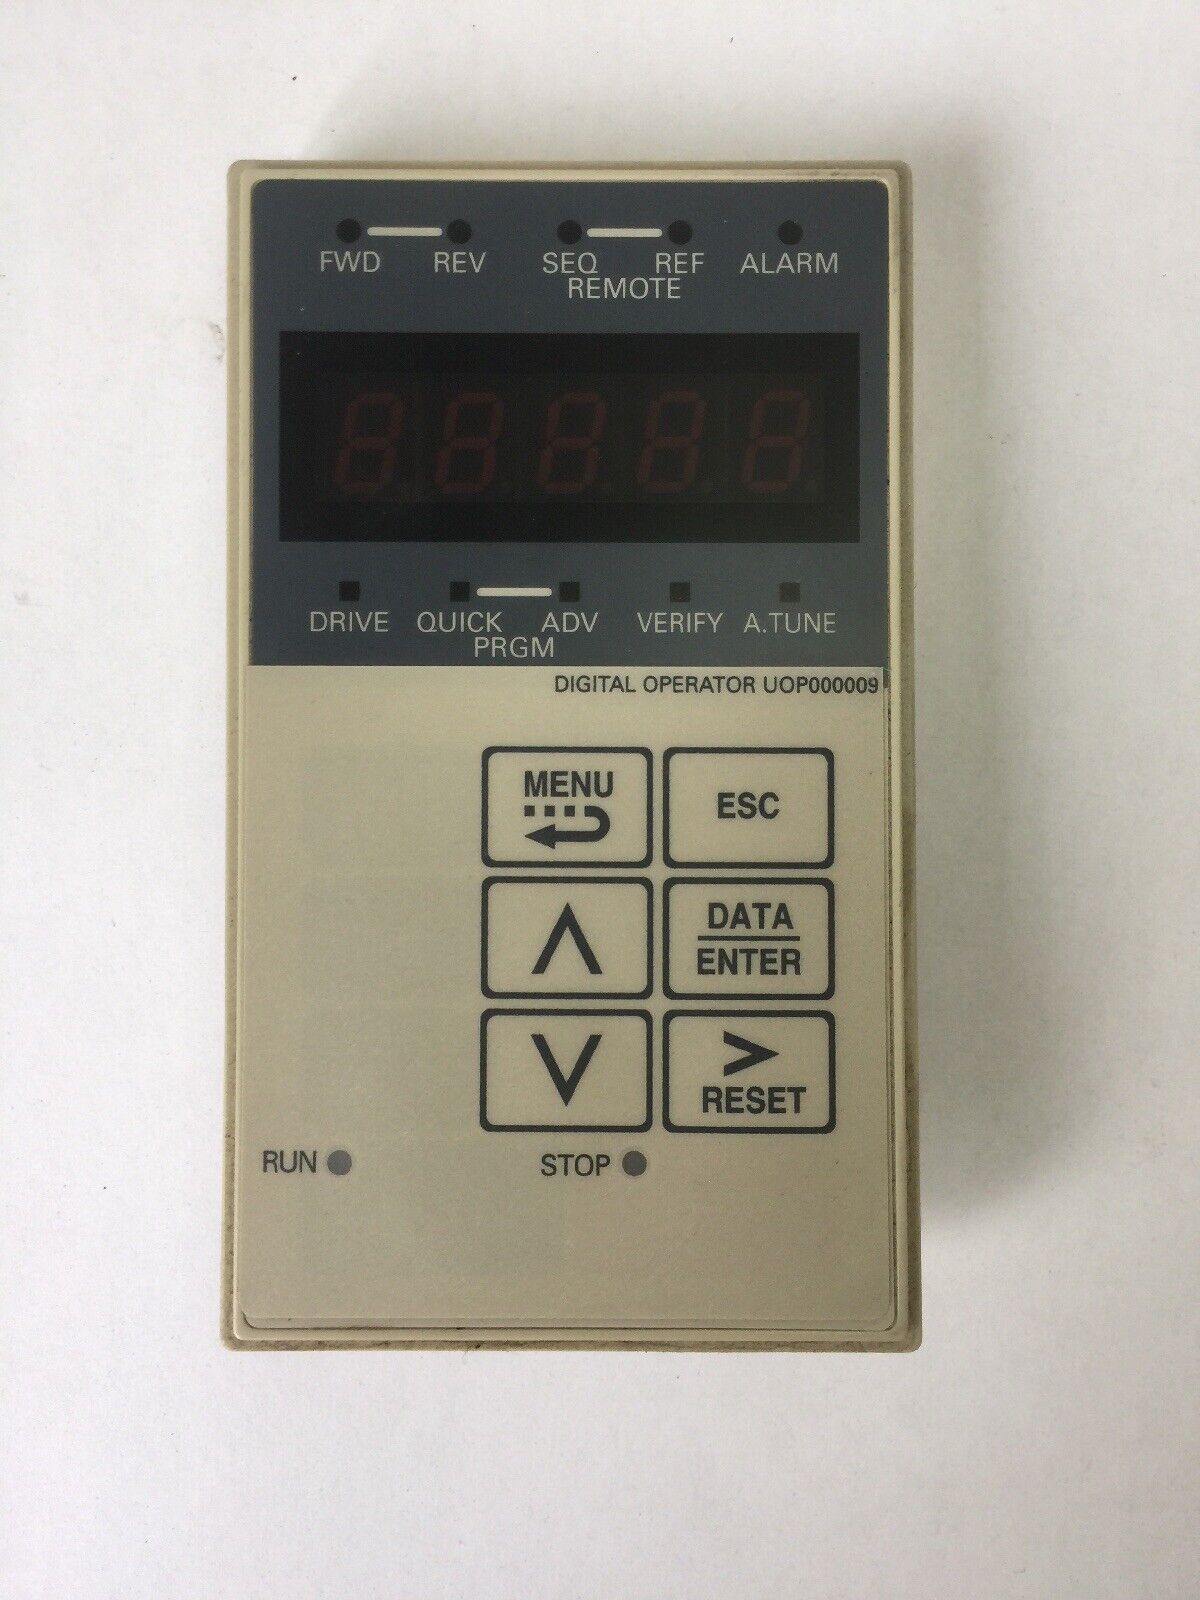 FWD REV SEQ REF ALARM
REMOTE
88888
DRIVE QUICK ADV VERIFY A.TUNE
PRGM
DIGITAL OPERATOR UOP000009
MENU ESC
DATA
ENTER
>
RESET
RUN STOP